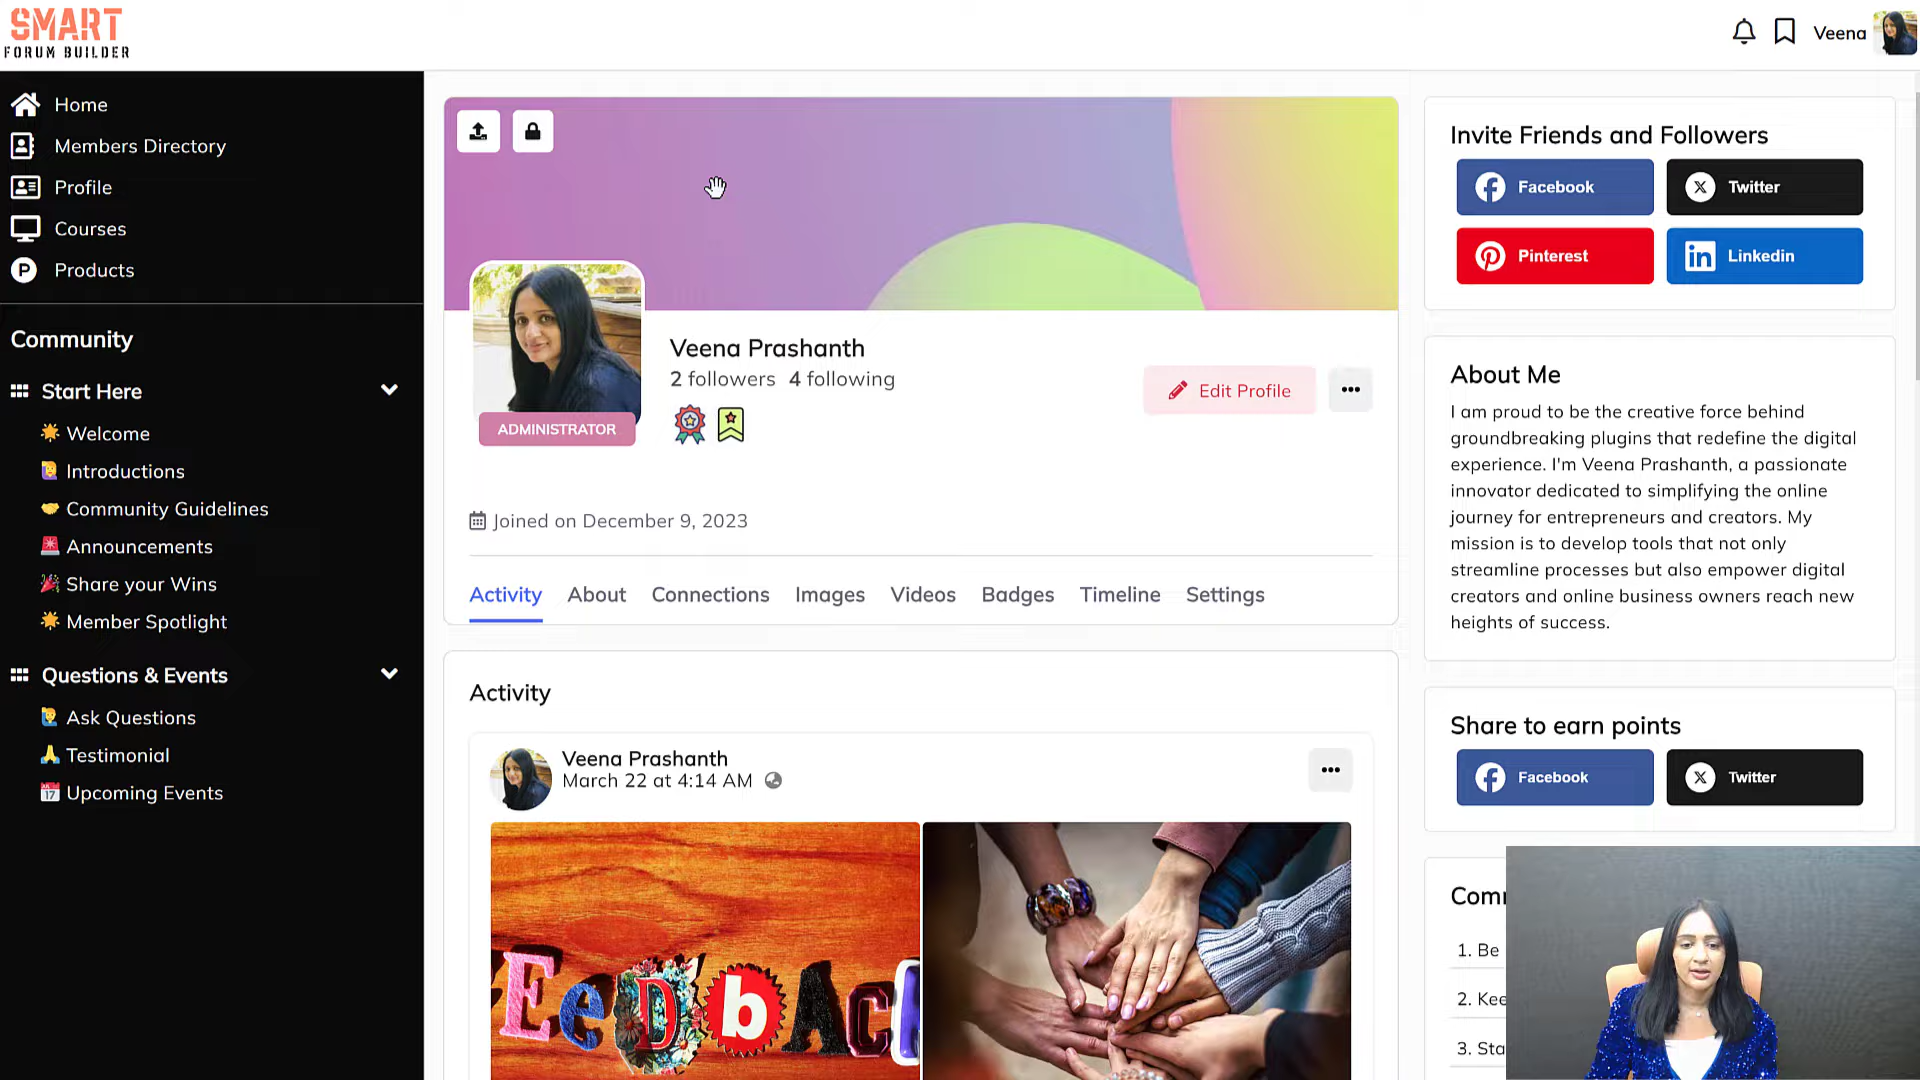 SMART
FORUM BUILDER
Veena
Home
Members Directory
Profile
Courses
Products
Community
Start Here
Welcome
Introductions
Community Guidelines
Announcements
Share your Wins
Member Spotlight
Questions & Events
Ask Questions
Testimonial
Upcoming Events
ADMINISTRATOR
Veena Prashanth
2 followers 4 following
Edit Profile
Joined on December 9, 2023
Activity About Connections Images Videos Badges Timeline Settings
Activity
Veena Prashanth
March 22 at 4:14 AM
FeeDbAck
Invite Friends and Followers
Facebook
Twitter
Pinterest
Linkedin
About Me
I am proud to be the creative force behind
groundbreaking plugins that redefine the digital
experience. I'm Veena Prashanth, a passionate
innovator dedicated to simplifying the online
journey for entrepreneurs and creators. My
mission is to develop tools that not only
streamline processes but also empower digital
creators and online business owners reach new
heights of success.
Share to earn points
Facebook
Twitter
1. Be
2.
3.